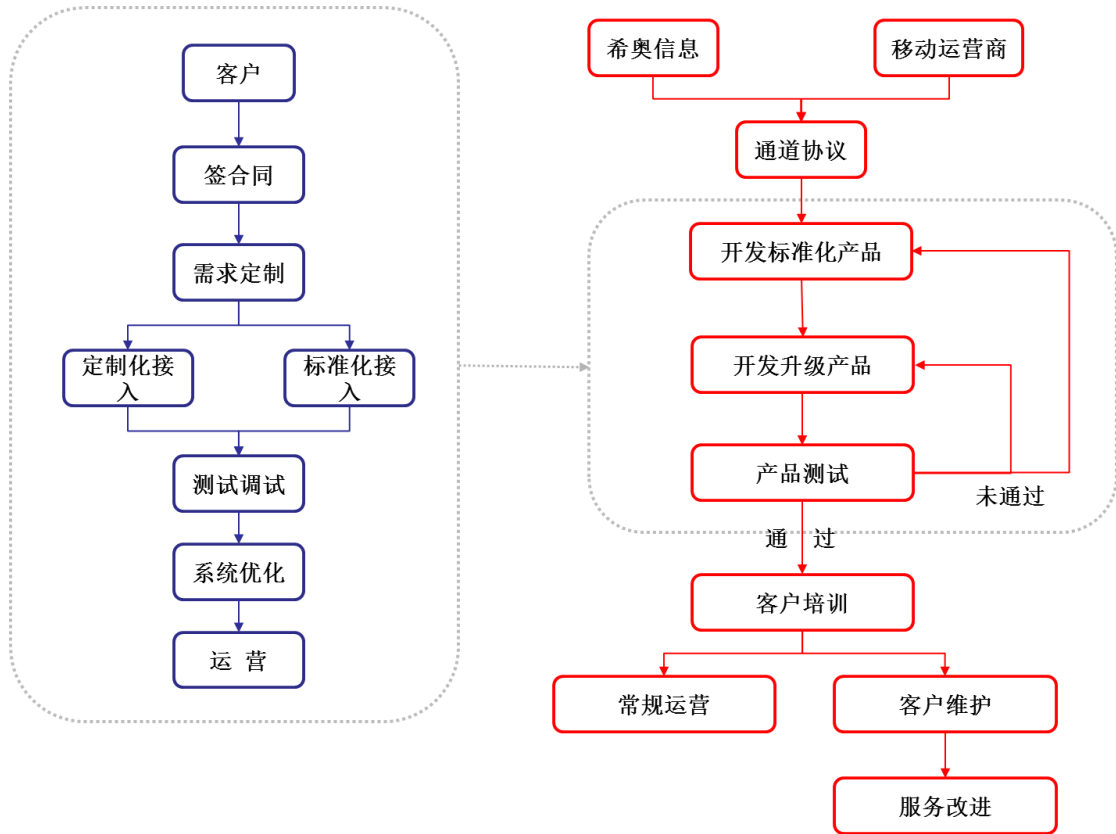 客户
签合同
需求定制
定制化接
入
标准化接
入
测试调试
系统优化
运 营
希奥信息
移动运营商
通道协议
开发标准化产品
开发升级产品
产品测试
未通过
通 过
客户培训
常规运营
客户维护
服务改进